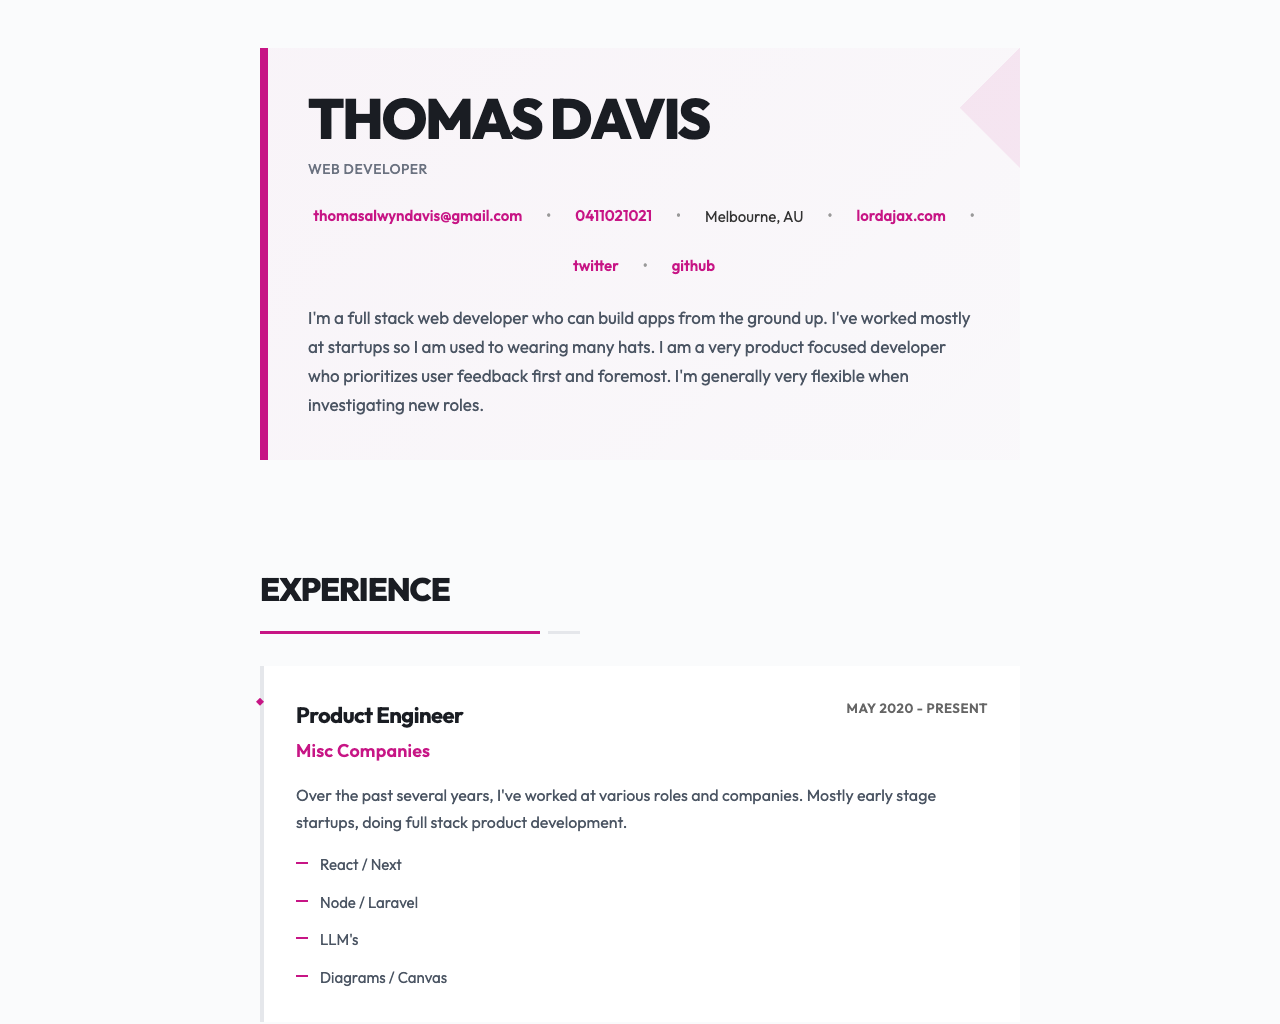 THOMAS DAVIS
WEB DEVELOPER
thomasalwyndavis@gmail.com • 0411021021 • Melbourne, AU • lordajax.com •
twitter • github
I'm a full stack web developer who can build apps from the ground up. I've worked mostly
at startups so I am used to wearing many hats. I am a very product focused developer
who prioritizes user feedback first and foremost. I'm generally very flexible when
investigating new roles.
EXPERIENCE
Product Engineer
MAY 2020 - PRESENT
Misc Companies
Over the past several years, I've worked at various roles and companies. Mostly early stage
startups, doing full stack product development.
React / Next
Node / Laravel
LLM's
Diagrams / Canvas